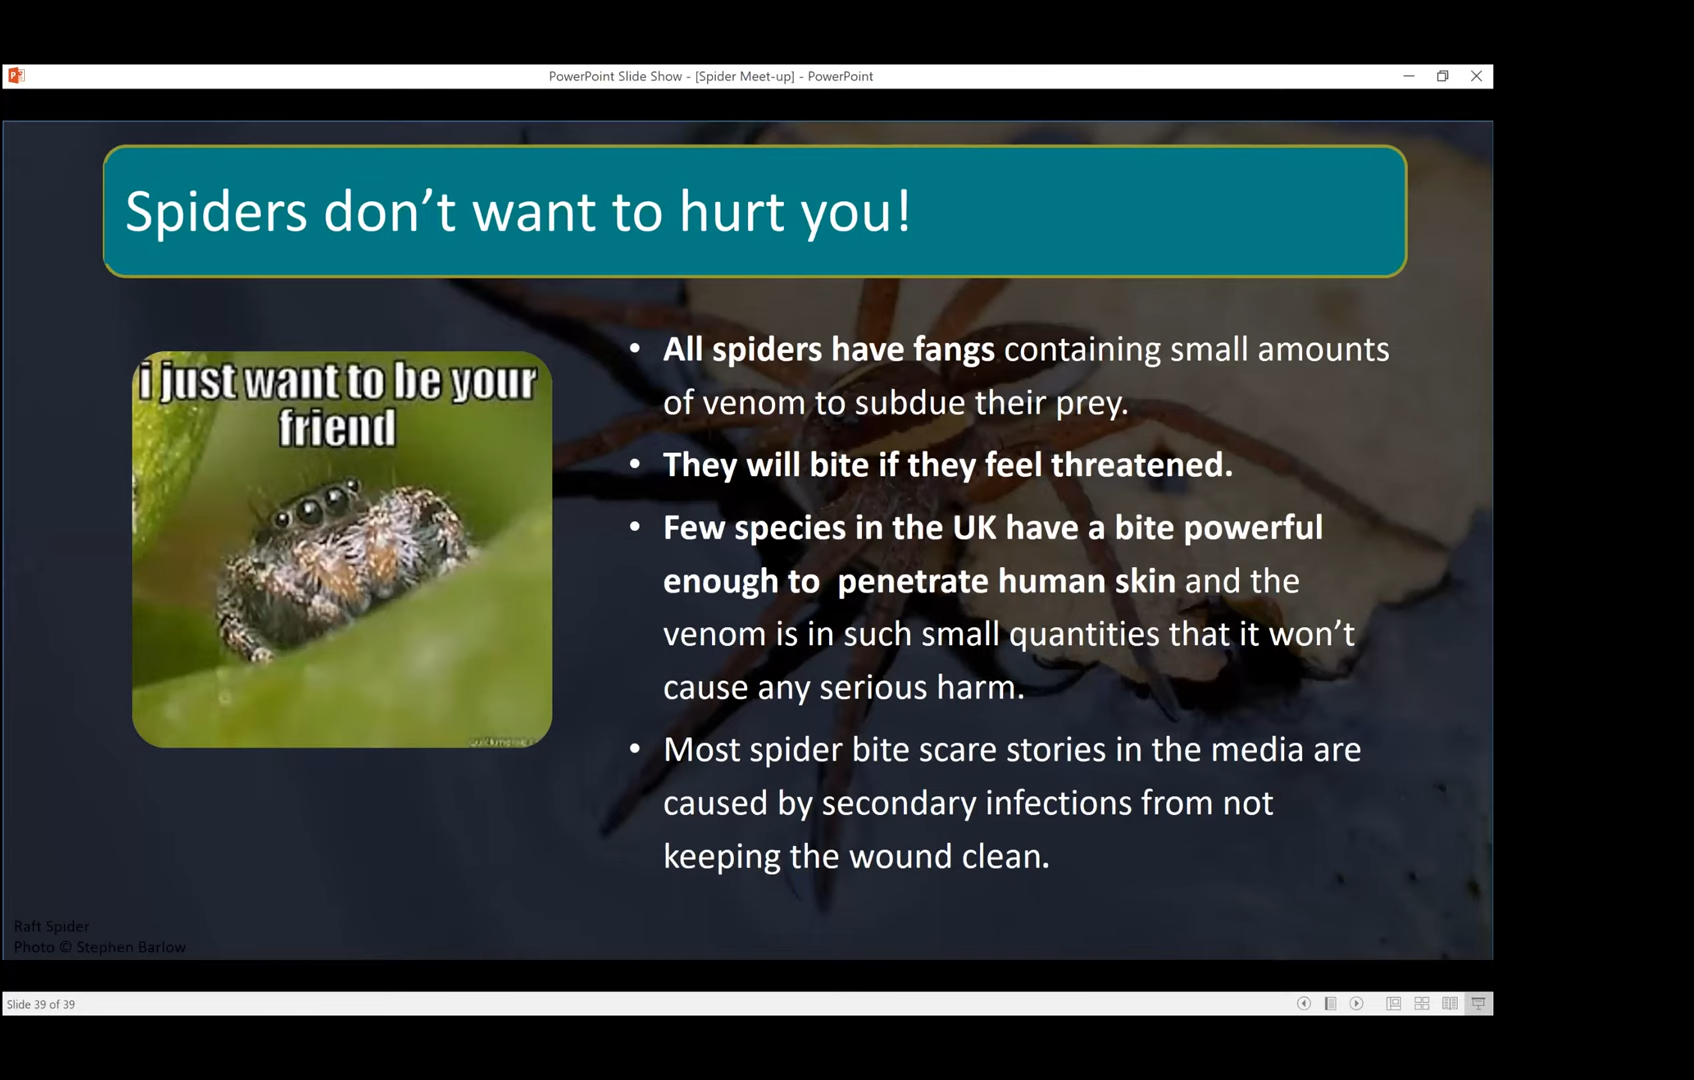 PowerPoint Slide Show - [Spider Meet-up] - PowerPoint
Spiders don’t want to hurt you!
i just want to be your
friend
• All spiders have fangs containing small amounts
of venom to subdue their prey.
• They will bite if they feel threatened.
• Few species in the UK have a bite powerful
enough to  penetrate human skin and the
venom is in such small quantities that it won’t
cause any serious harm.
• Most spider bite scare stories in the media are
caused by secondary infections from not
keeping the wound clean.
Raft Spider
Photo © Stephen Barlow
Slide 39 of 39